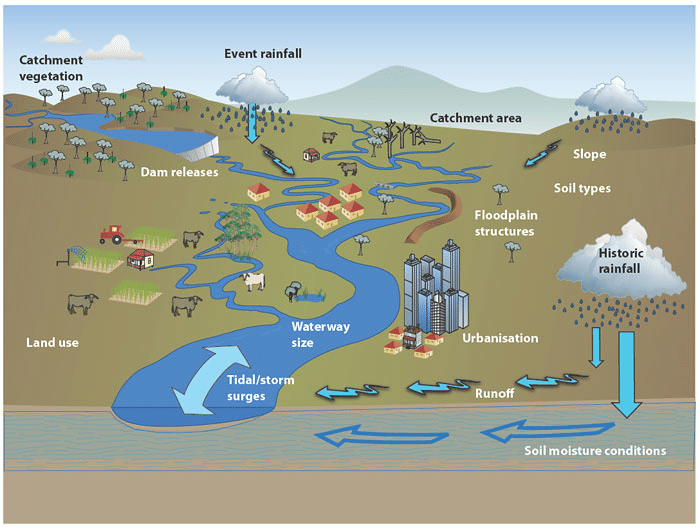 Catchment
vegetation
Event rainfall
Catchment area
Dam releases
Slope
Soil types
Floodplain
structures
Historic
rainfall
Waterway
size
Urbanisation
Land use
Tidal/storm
surges
Runoff
Soil moisture conditions